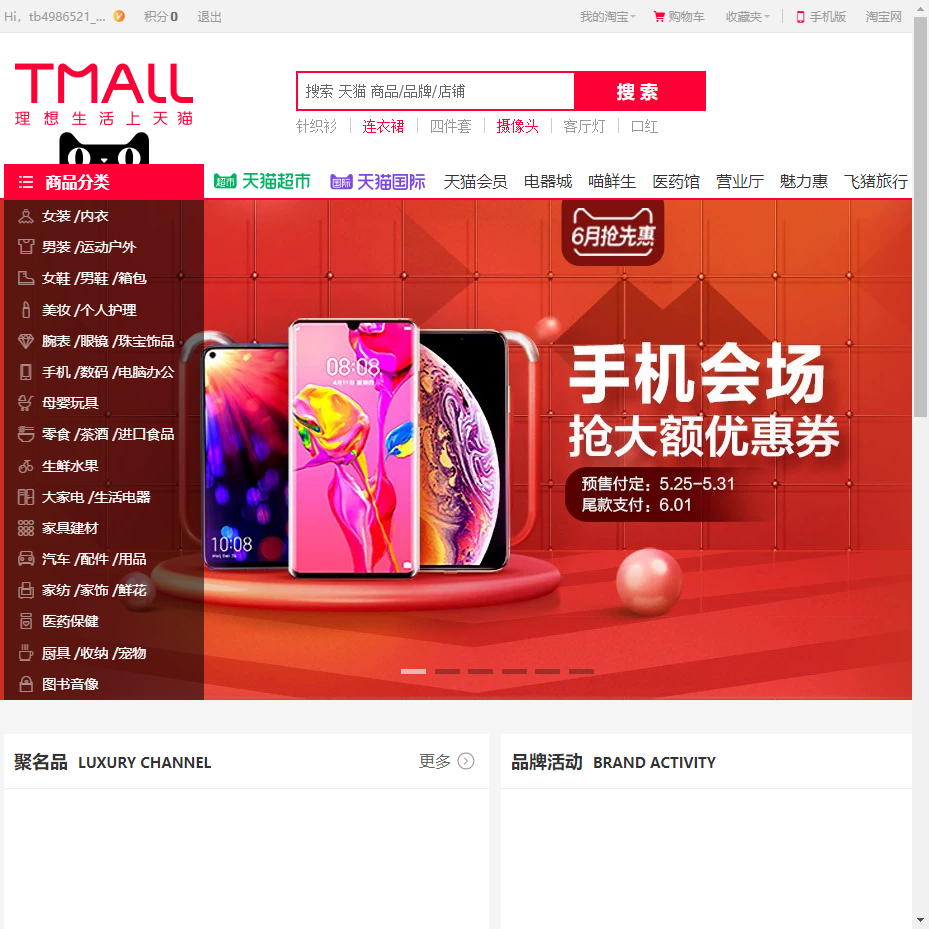 Hi，tb4986521_... 积分0 退出 我的淘宝 购物车 收藏夹 手机版 淘宝网
TMALL
理想生活上天猫
搜索 天猫 商品/品牌/店铺 搜 索
针织衫 连衣裙 四件套 摄像头 客厅灯 口红
商品分类 超市 天猫超市 国际 天猫国际 天猫会员 电器城 喵鲜生 医药馆 营业厅 魅力惠 飞猪旅行
女装 /内衣
男装 /运动户外
女鞋 /男鞋 /箱包
美妆 /个人护理
腕表 /眼镜 /珠宝饰品
手机 /数码 /电脑办公
母婴玩具
零食 /茶酒 /进口食品
生鲜水果
大家电 /生活电器
家具建材
汽车 /配件 /用品
家纺 /家饰 /鲜花
医药保健
厨具 /收纳 /宠物
图书音像
6月抢先惠
08:08
10:08
手机会场
抢大额优惠券
预售付定：5.25-5.31
尾款支付：6.01
聚名品 LUXURY CHANNEL 更多
品牌活动 BRAND ACTIVITY